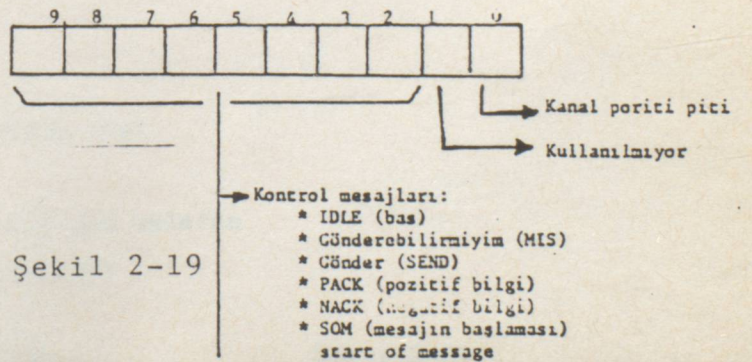 9 8 7 6 5 4 3 2 1 0
Kanal poriti piti
Kullanılmıyor
Kontrol mesajları:
* IDLE (bas)
* Gönderebilirmiyim (MIS)
* Gönder (SEND)
* PACK (pozitif bilgi)
* NACK (negatif bilgi)
* SOM (mesajın başlaması)
start of message
Şekil 2-19